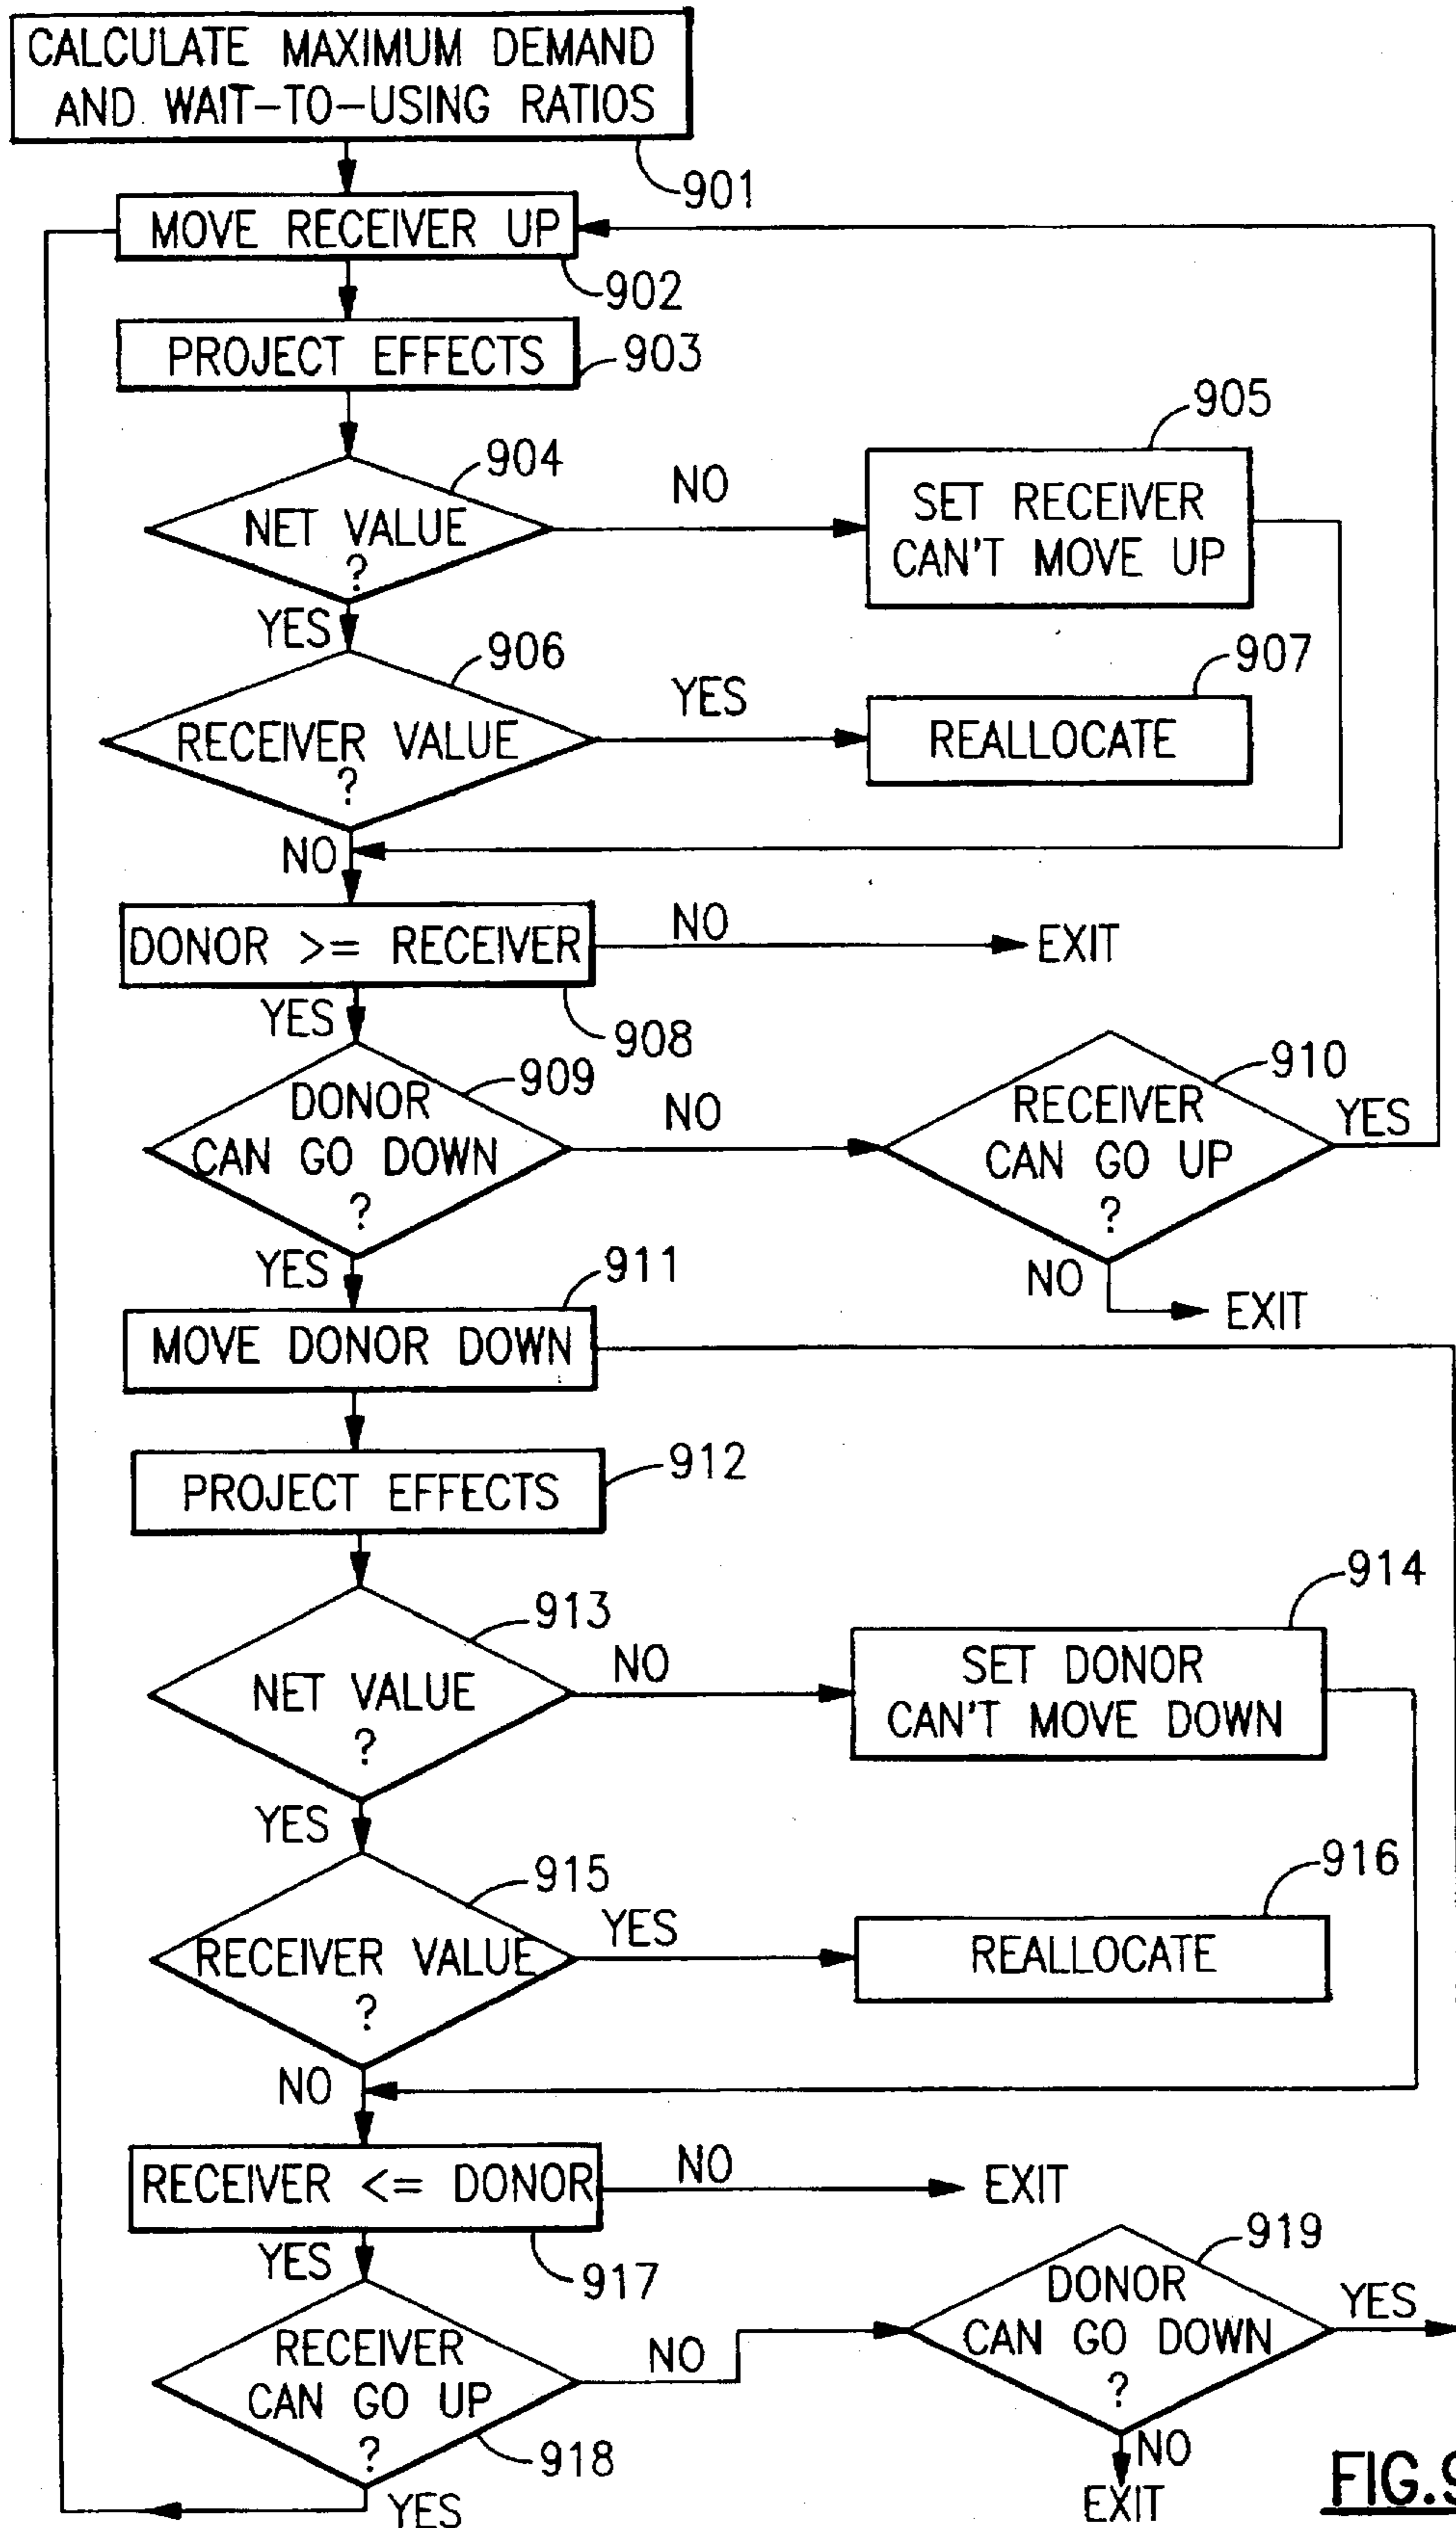 CALCULATE MAXIMUM DEMAND
AND WAIT-TO-USING RATIOS
901
MOVE RECEIVER UP
902
PROJECT EFFECTS
903
904
NET VALUE
?
NO
905
SET RECEIVER
CAN'T MOVE UP
YES
906
RECEIVER VALUE
?
YES
907
REALLOCATE
NO
DONOR >= RECEIVER
NO
EXIT
YES
908
909
DONOR
CAN GO DOWN
?
NO
910
RECEIVER
CAN GO UP
?
YES
NO
EXIT
YES
911
MOVE DONOR DOWN
PROJECT EFFECTS
912
913
NET VALUE
?
NO
914
SET DONOR
CAN'T MOVE DOWN
YES
915
RECEIVER VALUE
?
YES
916
REALLOCATE
NO
RECEIVER <= DONOR
NO
EXIT
YES
917
RECEIVER
CAN GO UP
?
918
NO
919
DONOR
CAN GO DOWN
?
YES
NO
EXIT
YES
FIG.9